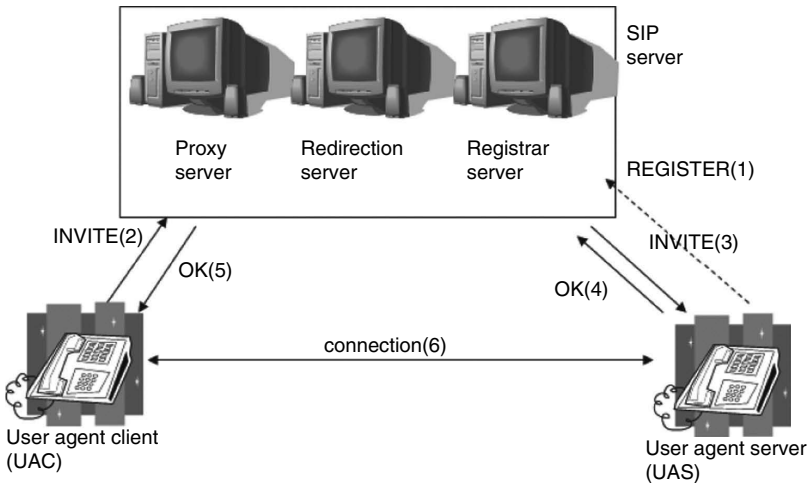 SIP
server
Proxy
server
Redirection
server
Registrar
server
REGISTER(1)
INVITE(2)
INVITE(3)
OK(5)
OK(4)
connection(6)
User agent client
(UAC)
User agent server
(UAS)